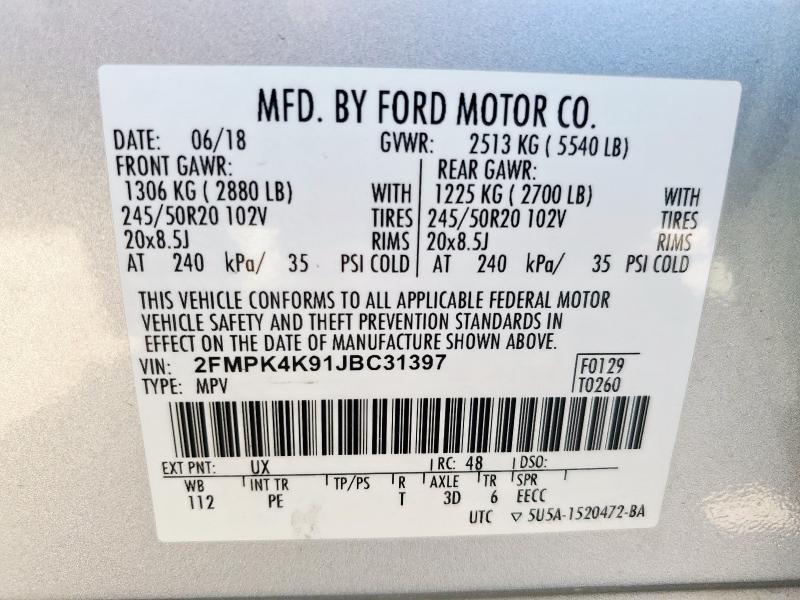 MFD. BY FORD MOTOR CO.
DATE: 06/18 GVWR: 2513 KG ( 5540 LB)
FRONT GAWR: REAR GAWR:
1306 KG ( 2880 LB) WITH 1225 KG ( 2700 LB) WITH
245/50R20 102V TIRES 245/50R20 102V TIRES
20x8.5J RIMS 20x8.5J RIMS
AT 240 kPa/ 35 PSI COLD AT 240 kPa/ 35 PSI COLD
THIS VEHICLE CONFORMS TO ALL APPLICABLE FEDERAL MOTOR
VEHICLE SAFETY AND THEFT PREVENTION STANDARDS IN
EFFECT ON THE DATE OF MANUFACTURE SHOWN ABOVE.
VIN: 2FMPK4K91JBC31397 F0129
TYPE: MPV T0260
EXT PNT: UX RC: 48 DSO:
WB INT TR TP/PS R AXLE TR SPR
112 PE T 3D 6 EECC
UTC ▽ 5U5A-1520472-BA